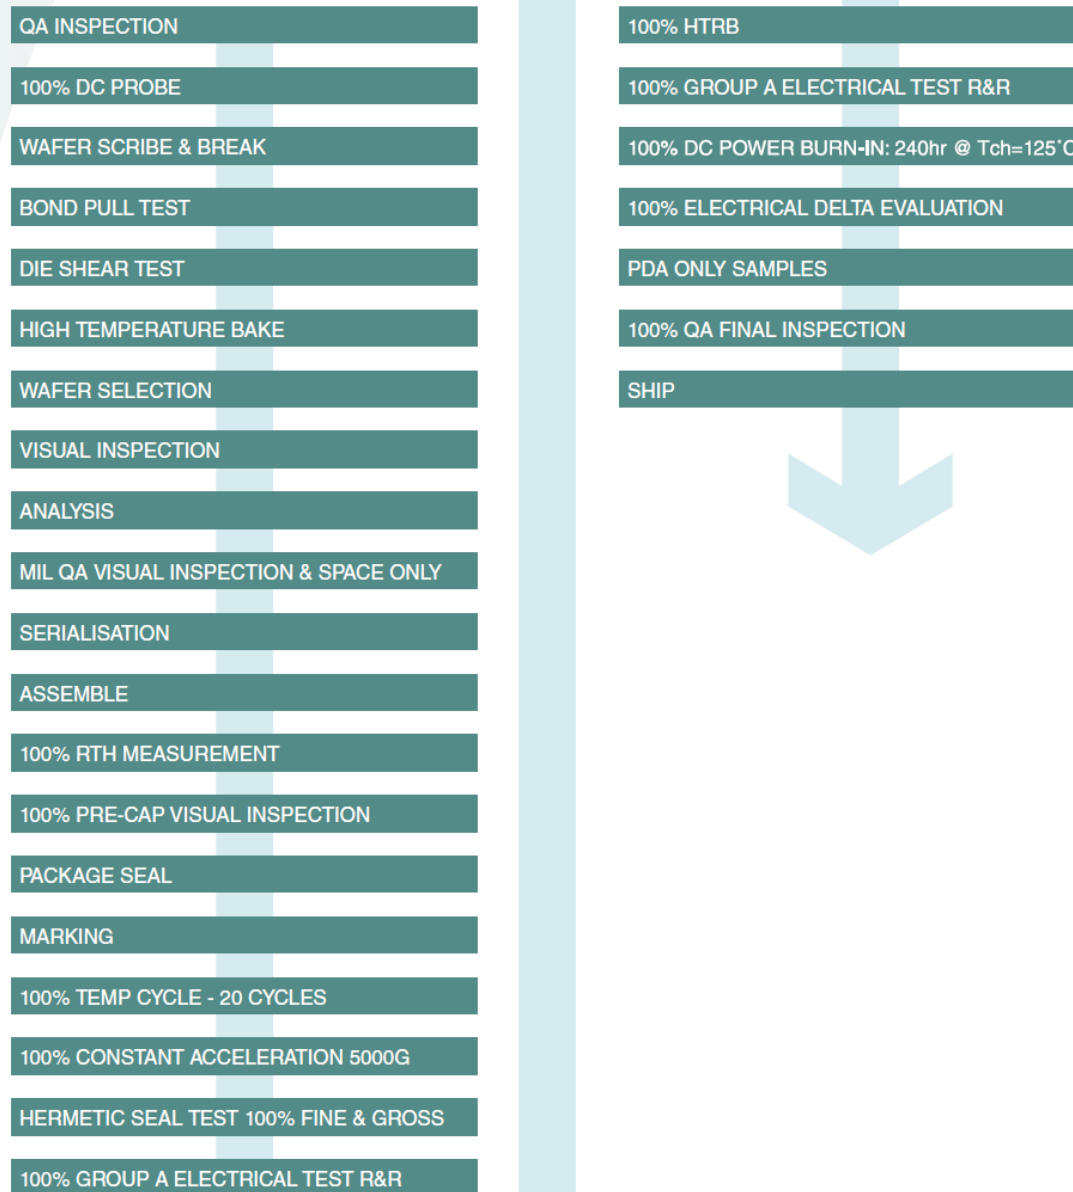 QA INSPECTION
100% DC PROBE
WAFER SCRIBE & BREAK
BOND PULL TEST
DIE SHEAR TEST
HIGH TEMPERATURE BAKE
WAFER SELECTION
VISUAL INSPECTION
ANALYSIS
MIL QA VISUAL INSPECTION & SPACE ONLY
SERIALISATION
ASSEMBLE
100% RTH MEASUREMENT
100% PRE-CAP VISUAL INSPECTION
PACKAGE SEAL
MARKING
100% TEMP CYCLE - 20 CYCLES
100% CONSTANT ACCELERATION 5000G
HERMETIC SEAL TEST 100% FINE & GROSS
100% GROUP A ELECTRICAL TEST R&R
100% HTRB
100% GROUP A ELECTRICAL TEST R&R
100% DC POWER BURN-IN: 240hr @ Tch=125˚C
100% ELECTRICAL DELTA EVALUATION
PDA ONLY SAMPLES
100% QA FINAL INSPECTION
SHIP